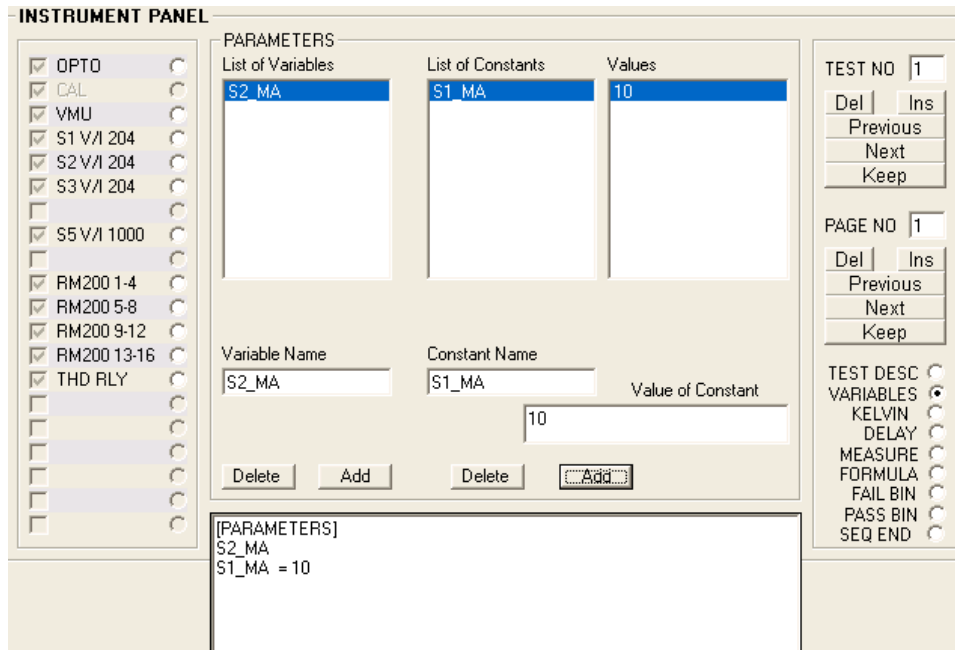 INSTRUMENT PANEL
OPTO
CAL
VMU
S1 V/I 204
S2 V/I 204
S3 V/I 204
S5 V/I 1000
RM200 1-4
RM200 5-8
RM200 9-12
RM200 13-16
THD RLY
PARAMETERS
List of Variables
S2_MA
List of Constants
S1_MA
Values
10
Variable Name
S2_MA
Constant Name
S1_MA
Value of Constant
10
Delete
Add
Delete
Add
[PARAMETERS]
S2_MA
S1_MA = 10
TEST NO 1
Del Ins
Previous
Next
Keep
PAGE NO 1
Del Ins
Previous
Next
Keep
TEST DESC
VARIABLES
KELVIN
DELAY
MEASURE
FORMULA
FAIL BIN
PASS BIN
SEQ END